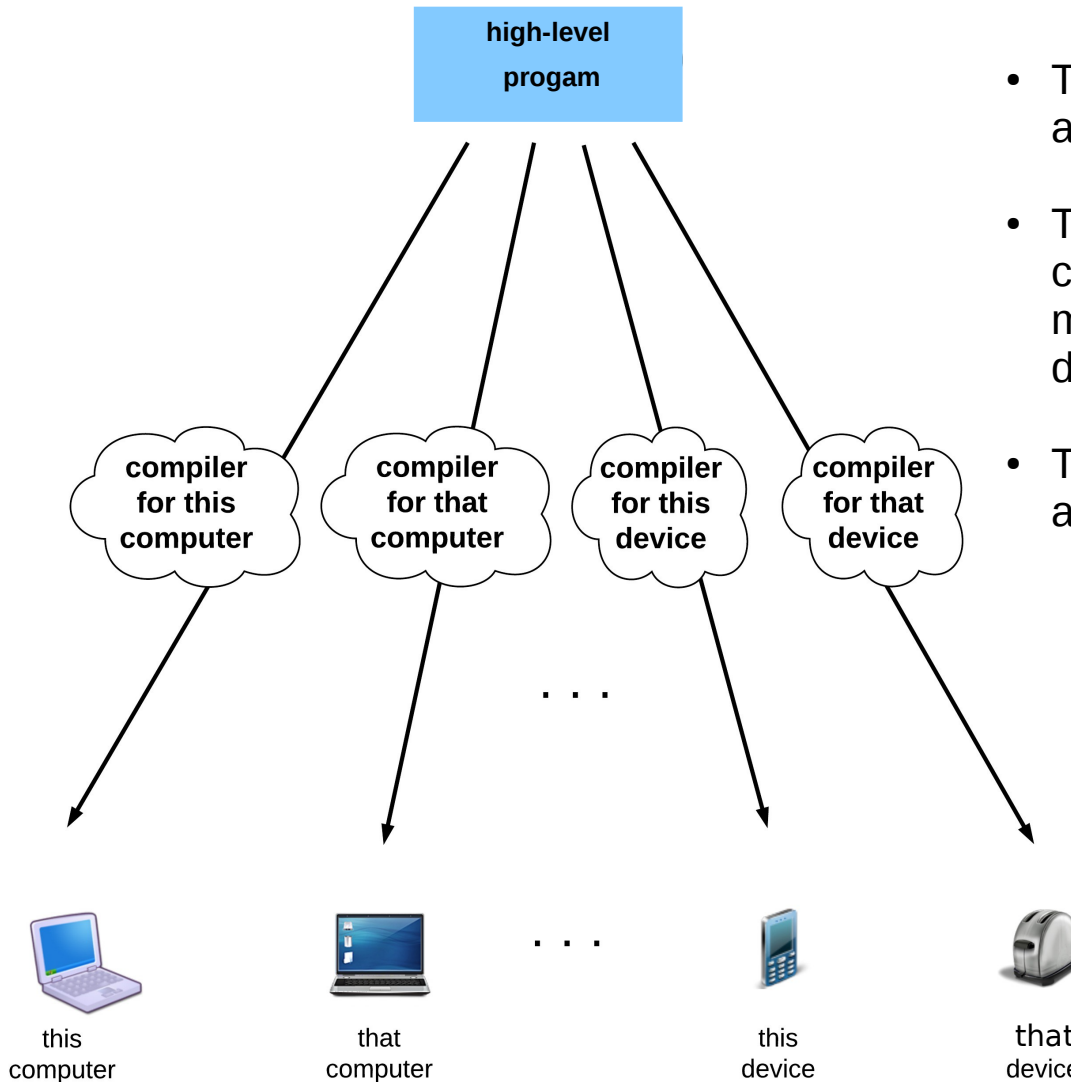 high-level
progam
• T
a
• T
c
m
d
• T
a
compiler
for this
computer
compiler
for that
computer
compiler
for this
device
compiler
for that
device
. . .
. . .
this
computer
that
computer
this
device
that
device